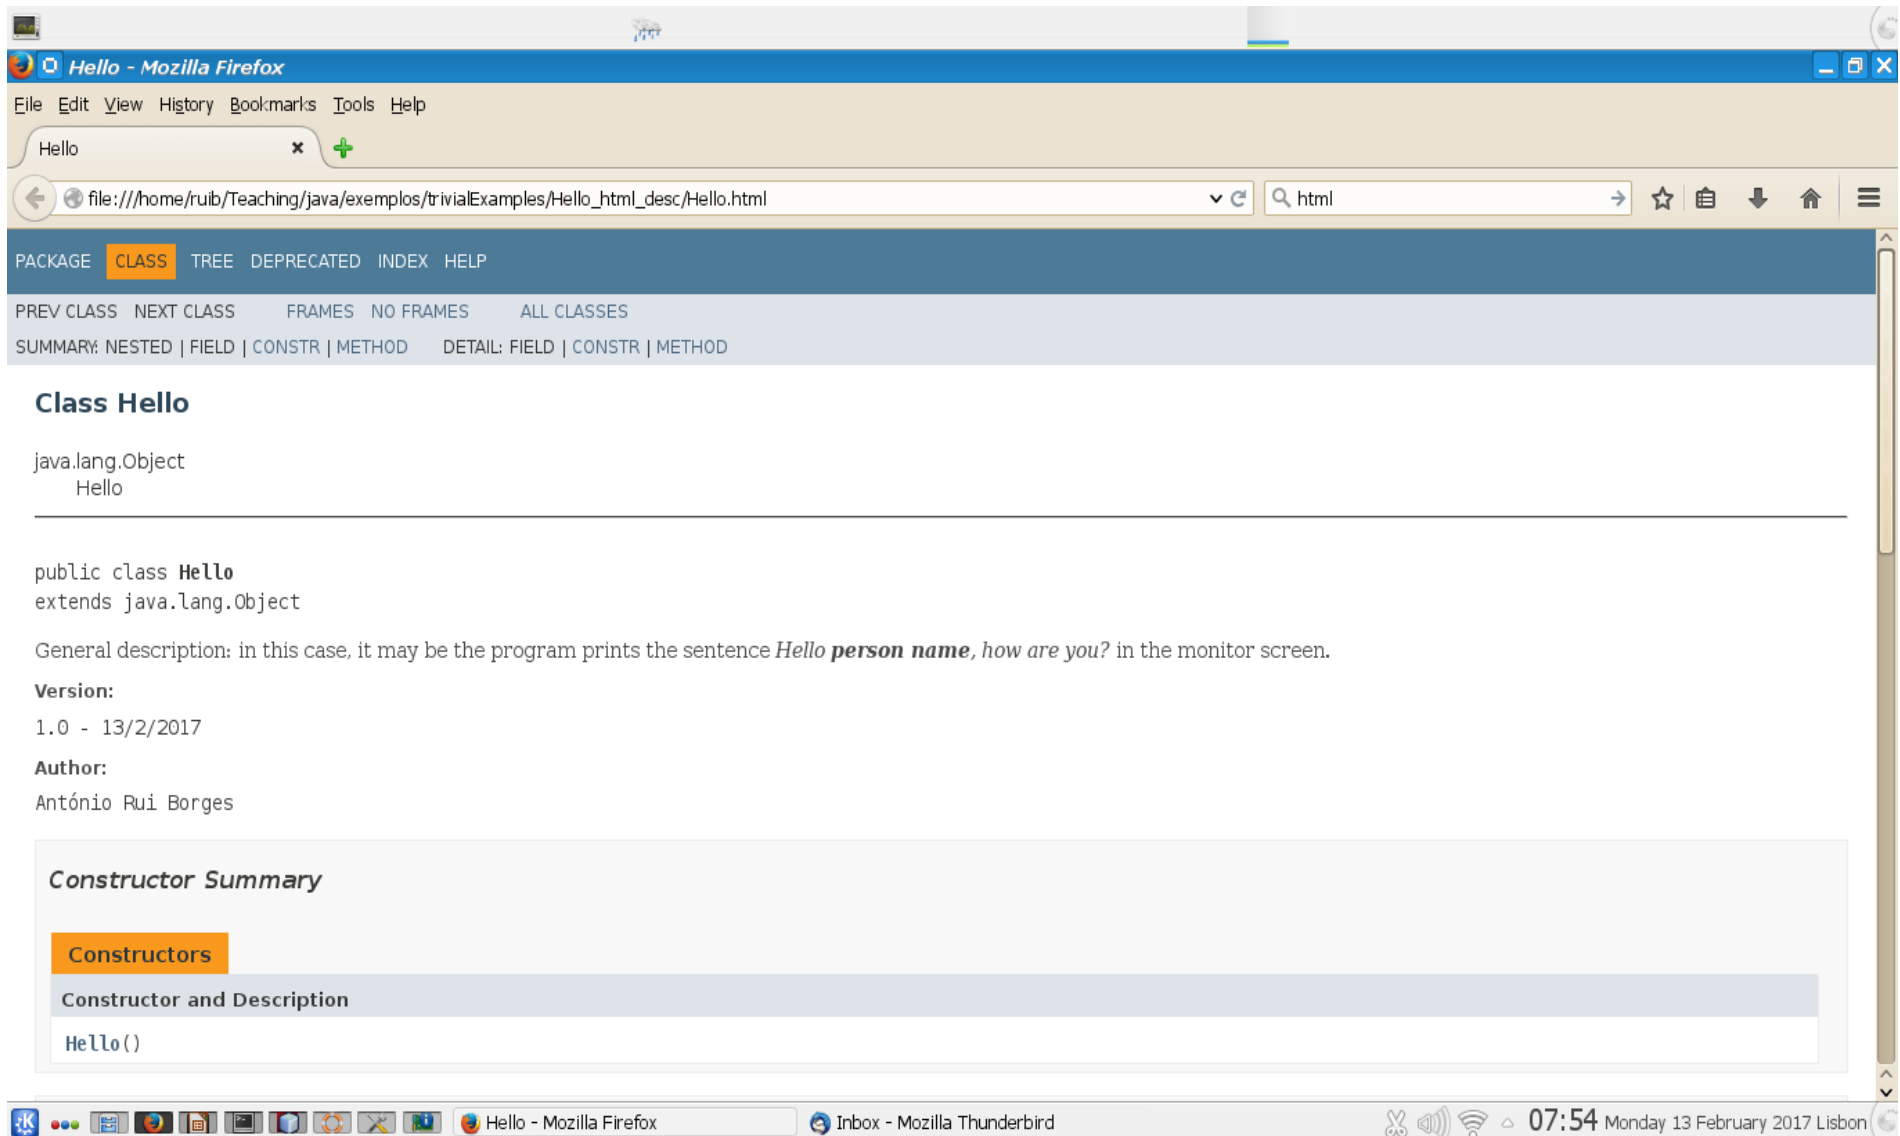 Hello - Mozilla Firefox
File Edit View History Bookmarks Tools Help
Hello
file:///home/ruib/Teaching/java/exemplos/trivialExamples/Hello_html_desc/Hello.html html
PACKAGE CLASS TREE DEPRECATED INDEX HELP
PREV CLASS NEXT CLASS FRAMES NO FRAMES ALL CLASSES
SUMMARY: NESTED | FIELD | CONSTR | METHOD DETAIL: FIELD | CONSTR | METHOD
Class Hello
java.lang.Object
Hello
public class Hello
extends java.lang.Object
General description: in this case, it may be the program prints the sentence Hello person name, how are you? in the monitor screen.
Version:
1.0 - 13/2/2017
Author:
António Rui Borges
Constructor Summary
Constructors
Constructor and Description
Hello()
Hello - Mozilla Firefox Inbox - Mozilla Thunderbird 07:54 Monday 13 February 2017 Lisbon